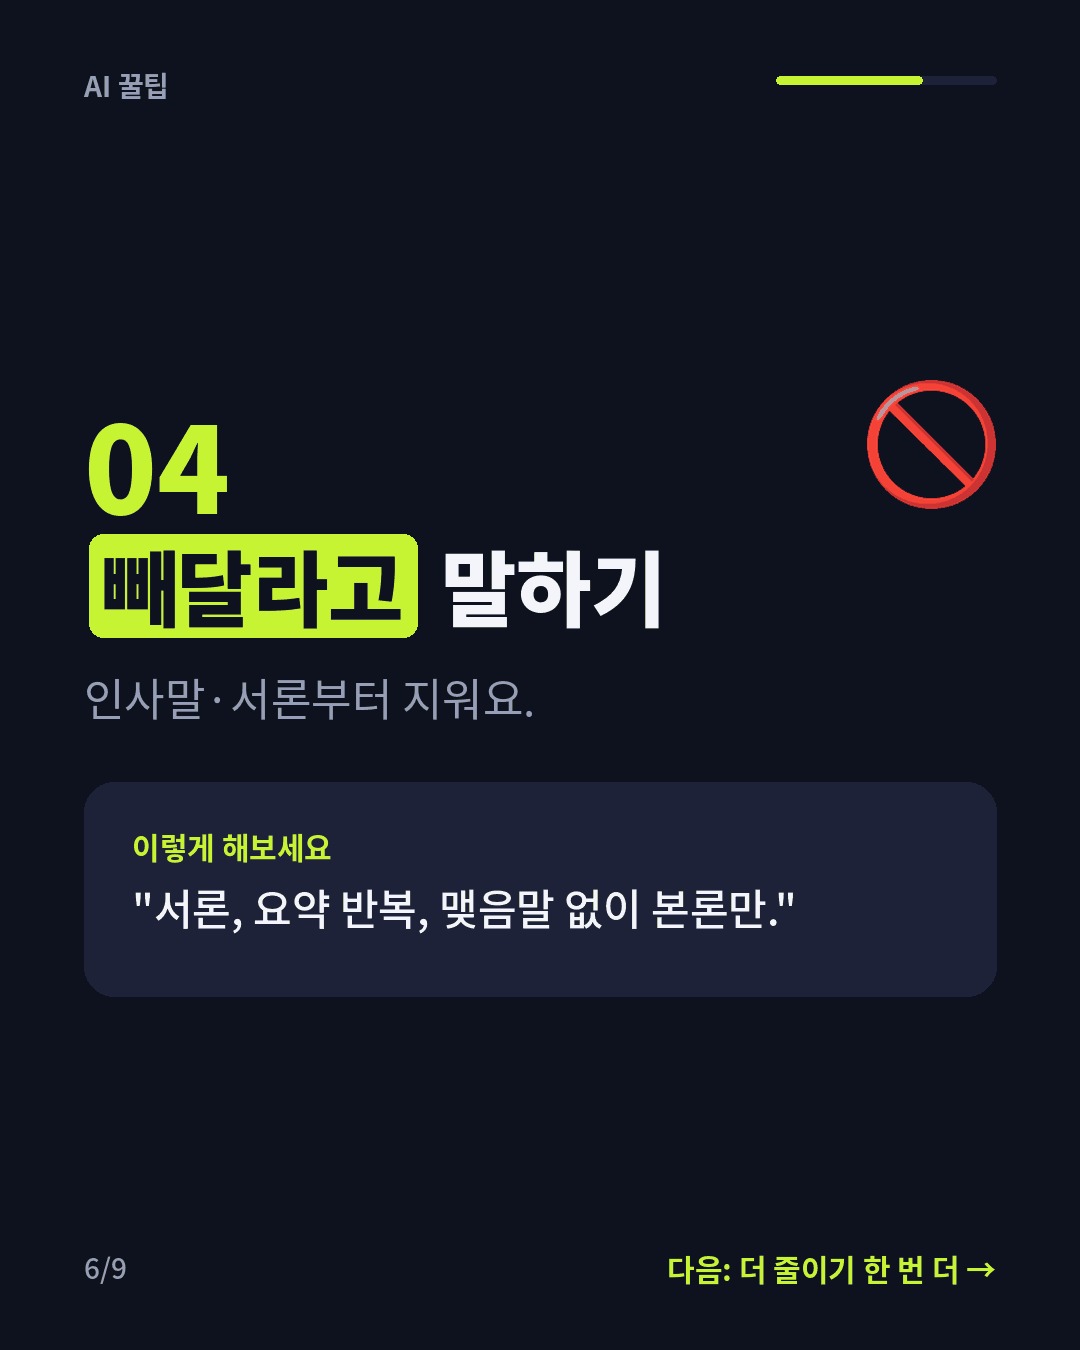 AI 꿀팁
04
빼달라고 말하기
인사말·서론부터 지워요.
이렇게 해보세요
"서론, 요약 반복, 맺음말 없이 본론만."
6/9
다음: 더 줄이기 한 번 더 →